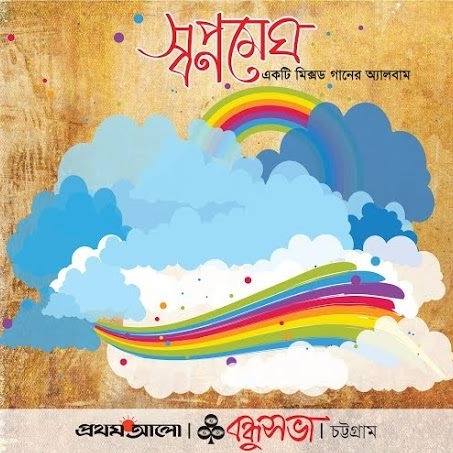 স্বপ্নমেঘ
একটি মিক্সড গানের অ্যালবাম
প্রথম আলো | বন্ধুসভা | চট্টগ্রাম